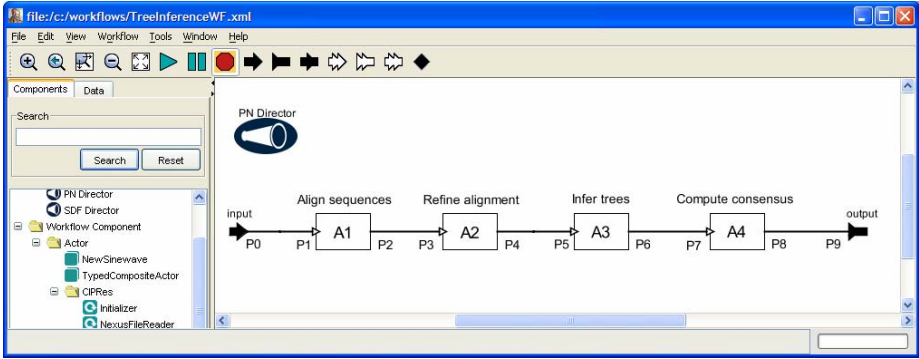 file:/c:/workflows/TreeInferenceWF.xml
File Edit View Workflow Tools Window Help
Components Data
Search
Search Reset
PN Director
SDF Director
Workflow Component
Actor
NewSinewave
TypedCompositeActor
CIPRes
Initializer
NexusFileReader
PN Director
Align sequences Refine alignment Infer trees Compute consensus
input output
A1 A2 A3 A4
P0 P1 P2 P3 P4 P5 P6 P7 P8 P9